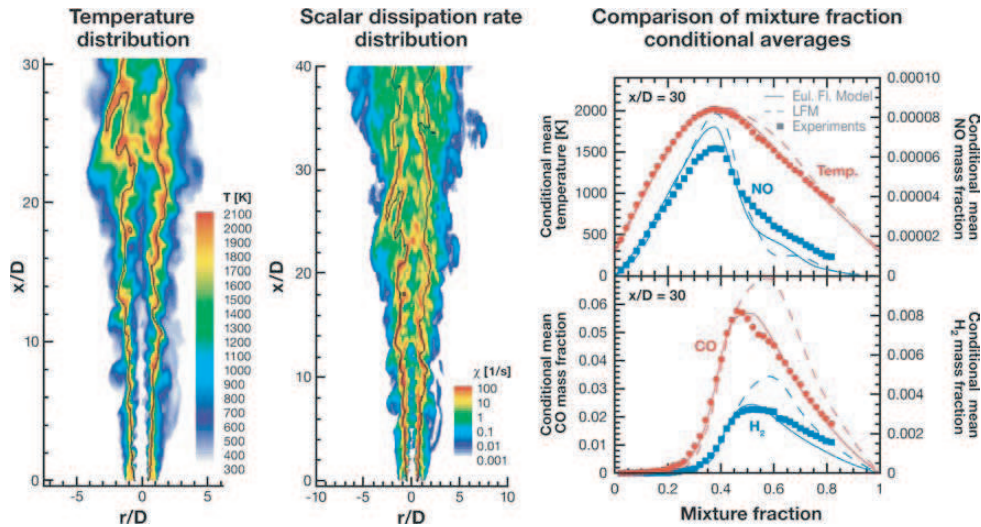 Temperature
distribution
30
20
10
0
x/D
-5 0 5
r/D
T [K]
2100
2000
1900
1800
1700
1600
1500
1400
1300
1200
1100
1000
900
800
700
600
500
400
300
Scalar dissipation rate
distribution
40
30
20
10
0
x/D
-10 -5 0 5 10
r/D
χ [1/s]
100
10
1
0.1
0.01
0.001
Comparison of mixture fraction
conditional averages
x/D = 30
Eul. Fl. Model
LFM
Experiments
Temp.
NO
Conditional mean
temperature [K]
2000
1500
1000
500
0
Conditional mean
NO mass fraction
0.00010
0.00008
0.00006
0.00004
0.00002
0
x/D = 30
CO
H2
Conditional mean
CO mass fraction
0.06
0.05
0.04
0.03
0.02
0.01
0.00
Conditional mean
H2 mass fraction
0.008
0.006
0.004
0.002
0
0 0.2 0.4 0.6 0.8 1
Mixture fraction